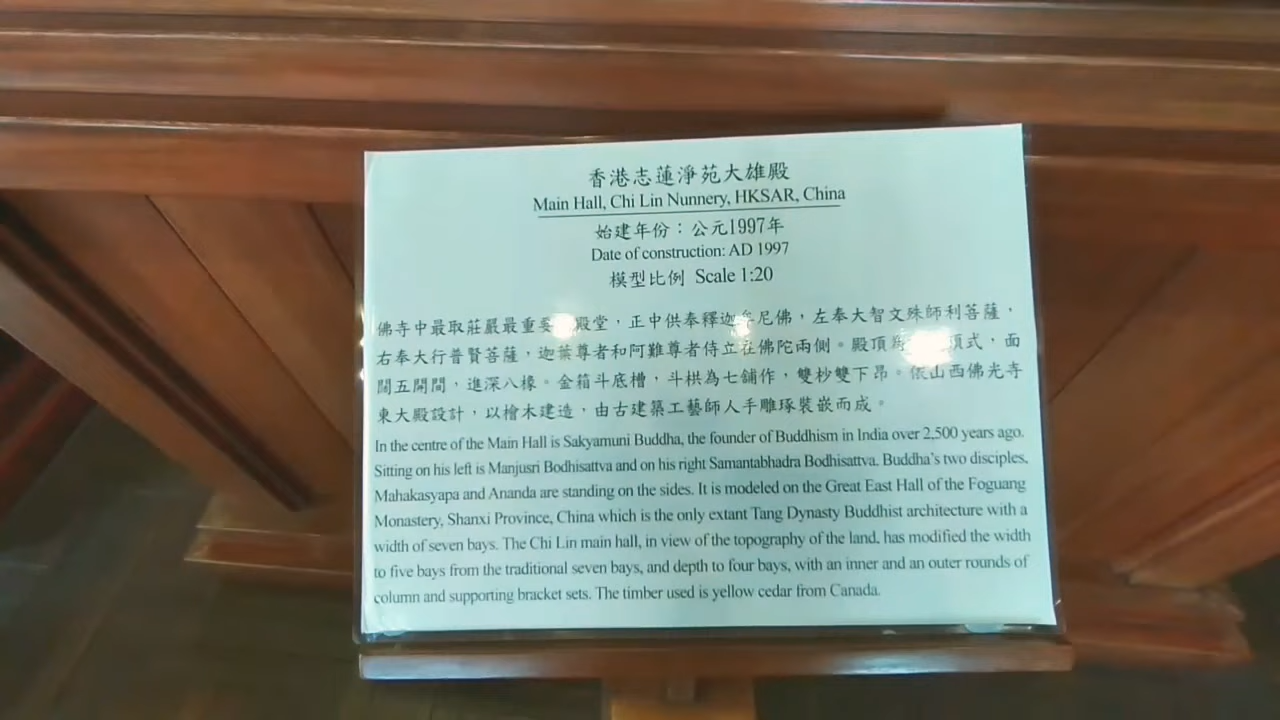 香港志蓮淨苑大雄殿
Main Hall, Chi Lin Nunnery, HKSAR, China
始建年份：公元1997年
Date of construction: AD 1997
模型比例 Scale 1:20
佛寺中最取莊嚴最重要 殿堂，正中供奉釋迦牟尼佛，左奉大智文殊師利菩薩，
右奉大行普賢菩薩，迦葉尊者和阿難尊者侍立在佛陀兩側。殿頂為 頂式，面
闊五開間，進深八椽。金箱斗底槽，斗栱為七鋪作，雙杪雙下昂。依山西佛光寺
東大殿設計，以檜木建造，由古建築工藝師人手雕琢裝嵌而成。
In the centre of the Main Hall is Sakyamuni Buddha, the founder of Buddhism in India over 2,500 years ago.
Sitting on his left is Manjusri Bodhisattva and on his right Samantabhadra Bodhisattva. Buddha's two disciples,
Mahakasyapa and Ananda are standing on the sides. It is modeled on the Great East Hall of the Foguang
Monastery, Shanxi Province, China which is the only extant Tang Dynasty Buddhist architecture with a
width of seven bays. The Chi Lin main hall, in view of the topography of the land, has modified the width
to five bays from the traditional seven bays, and depth to four bays, with an inner and an outer rounds of
column and supporting bracket sets. The timber used is yellow cedar from Canada.